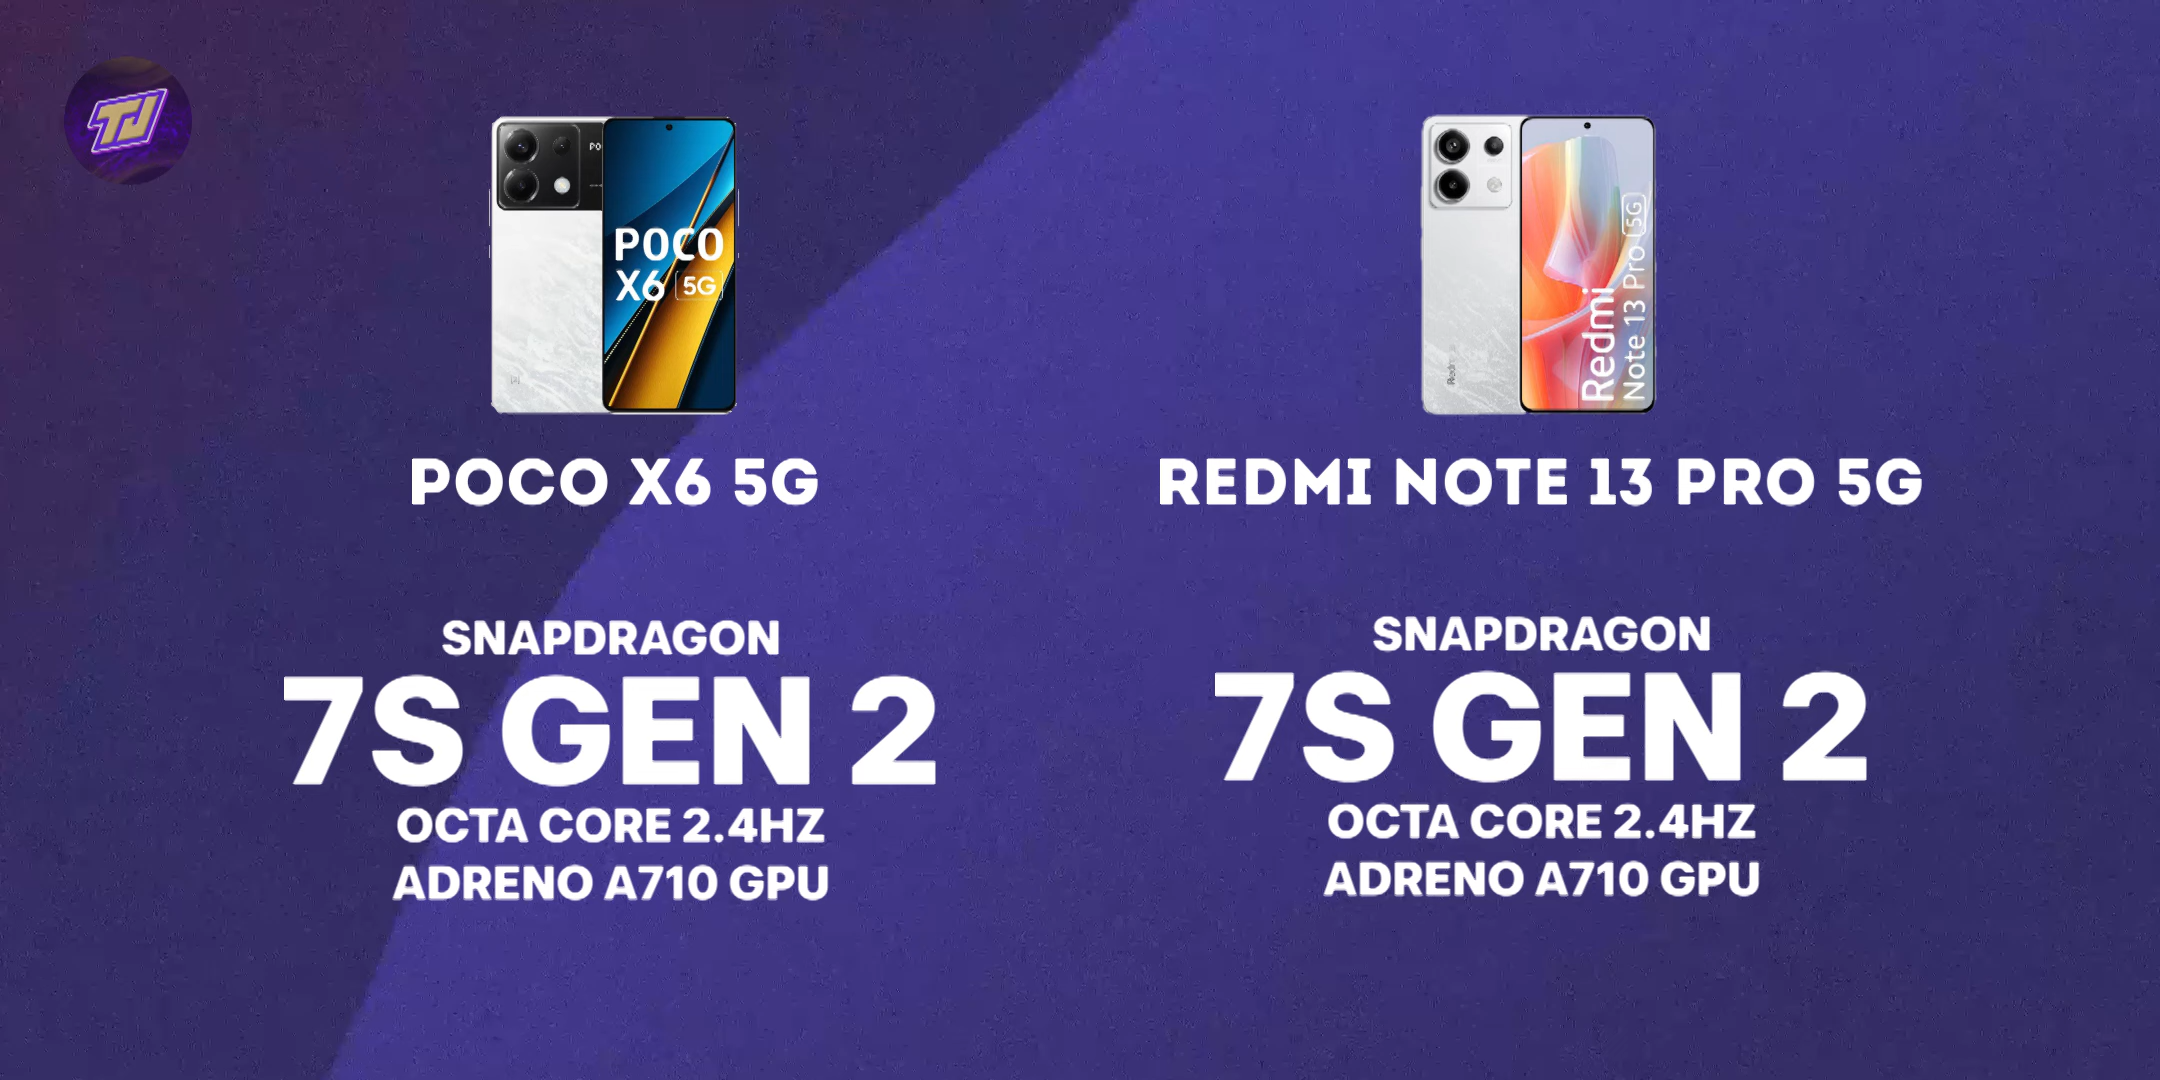 TJ
PO
POCO
X6 5G
Redmi
Note 13 Pro 5G
POCO X6 5G
REDMI NOTE 13 PRO 5G
SNAPDRAGON
7S GEN 2
OCTA CORE 2.4HZ
ADRENO A710 GPU
SNAPDRAGON
7S GEN 2
OCTA CORE 2.4HZ
ADRENO A710 GPU